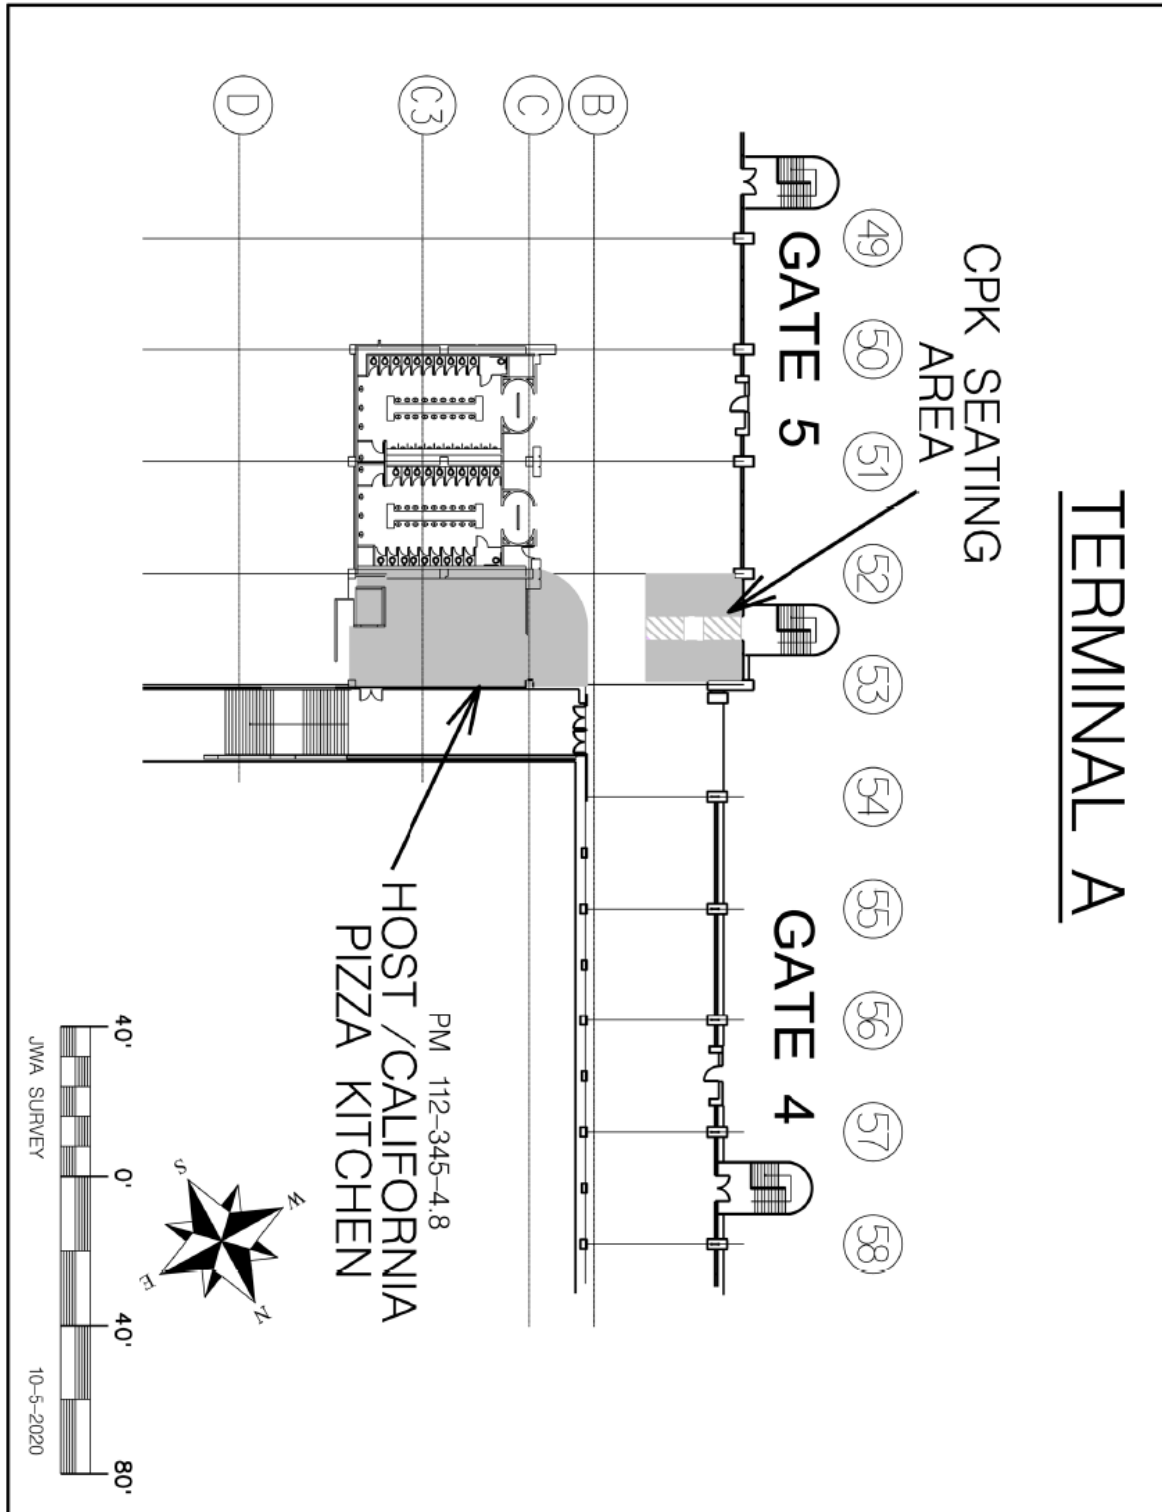 TERMINAL A
CPK SEATING
AREA
49
50
51
52
53
54
55
56
57
58
GATE 5
GATE 4
B
C
C3
D
PM 112-345-4.8
HOST /CALIFORNIA
PIZZA KITCHEN
S
W
E
N
40'
0'
40'
80'
JWA SURVEY
10-5-2020